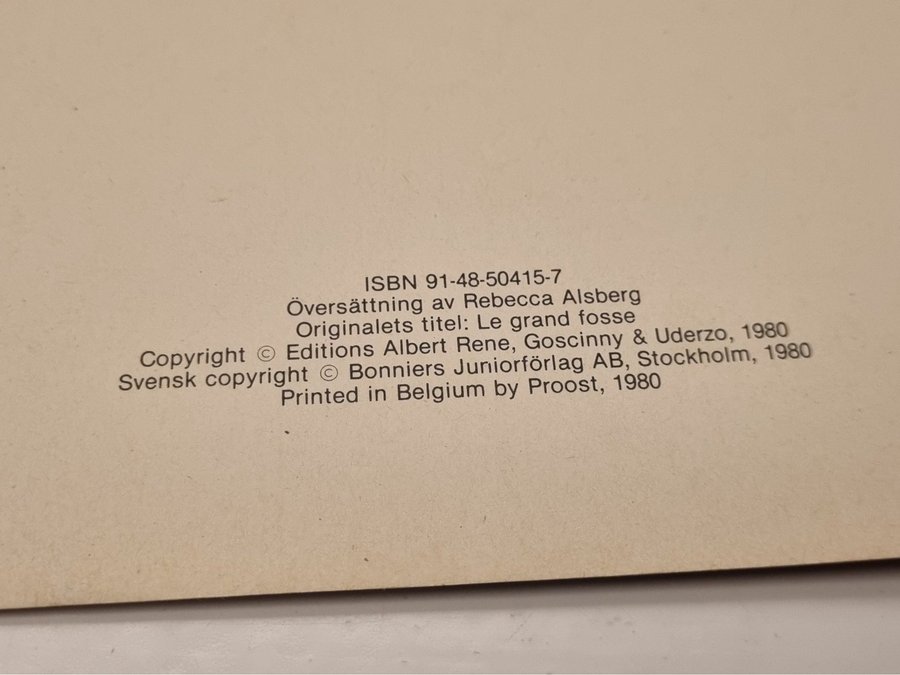 ISBN 91-48-50415-7
Översättning av Rebecca Alsberg
Originalets titel: Le grand fosse
Copyright © Editions Albert Rene, Goscinny & Uderzo, 1980
Svensk copyright © Bonniers Juniorförlag AB, Stockholm, 1980
Printed in Belgium by Proost, 1980